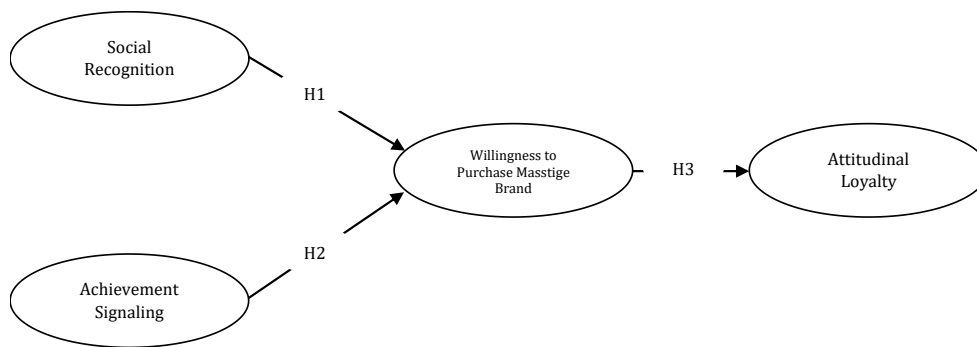 Social
Recognition
H1
Willingness to
Purchase Masstige
Brand
H3
Attitudinal
Loyalty
H2
Achievement
Signaling